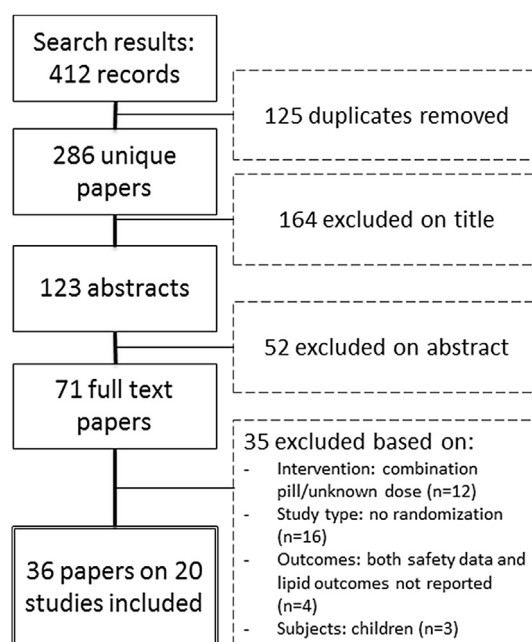 Search results:
412 records
125 duplicates removed
286 unique
papers
164 excluded on title
123 abstracts
52 excluded on abstract
71 full text
papers
35 excluded based on:
- Intervention: combination
pill/unknown dose (n=12)
- Study type: no randomization
(n=16)
- Outcomes: both safety data and
lipid outcomes not reported
(n=4)
- Subjects: children (n=3)
36 papers on 20
studies included